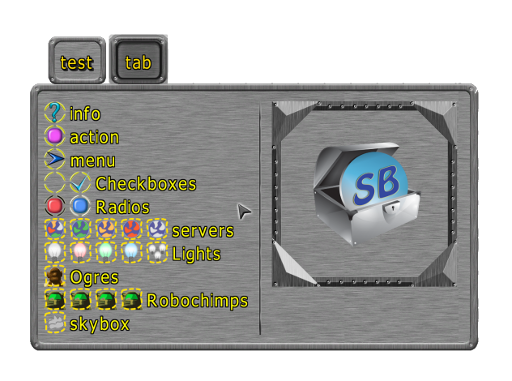 test tab
info
action
menu
Checkboxes
Radios
servers
Lights
Ogres
Robochimps
skybox
SB